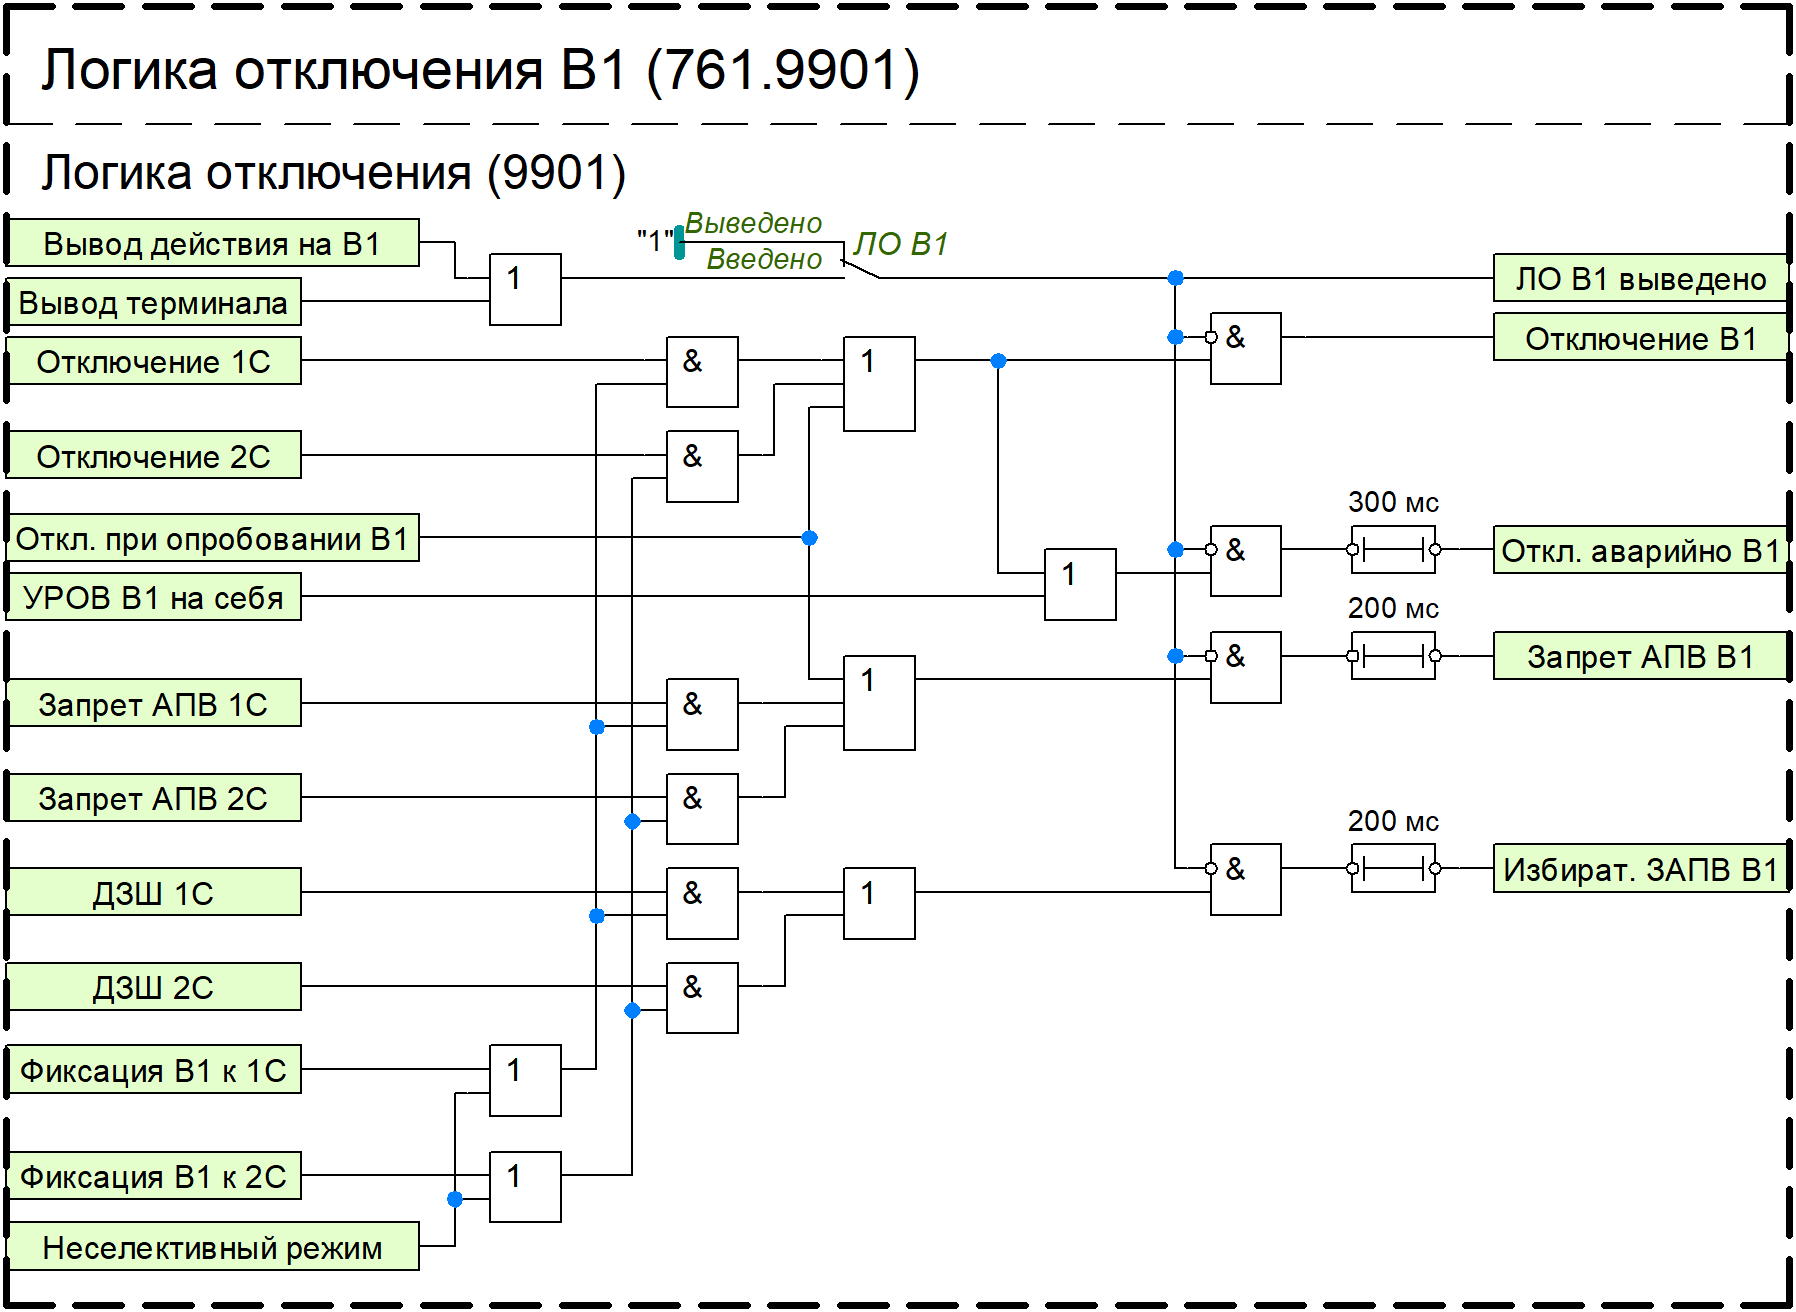 Логика отключения В1 (761.9901)
Логика отключения (9901)
Вывод действия на В1
"1"
Выведено
Введено
ЛО В1
1
ЛО В1 выведено
Вывод терминала
Отключение 1С
&
1
&
Отключение В1
Отключение 2С
&
Откл. при опробовании В1
300 мс
&
Откл. аварийно В1
УРОВ В1 на себя
1
200 мс
&
Запрет АПВ В1
Запрет АПВ 1С
&
1
Запрет АПВ 2С
&
200 мс
&
Избират. ЗАПВ В1
ДЗШ 1С
&
1
ДЗШ 2С
&
Фиксация В1 к 1С
1
Фиксация В1 к 2С
1
Неселективный режим